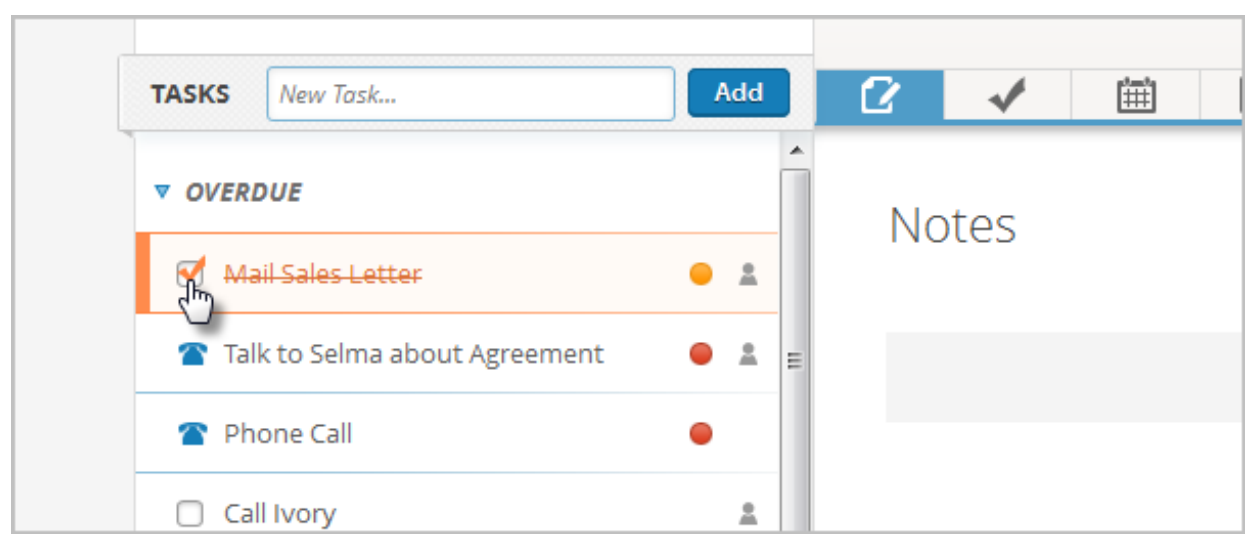 TASKS New Task... Add
OVERDUE
Notes
Mail Sales Letter
Talk to Selma about Agreement
Phone Call
Call Ivory